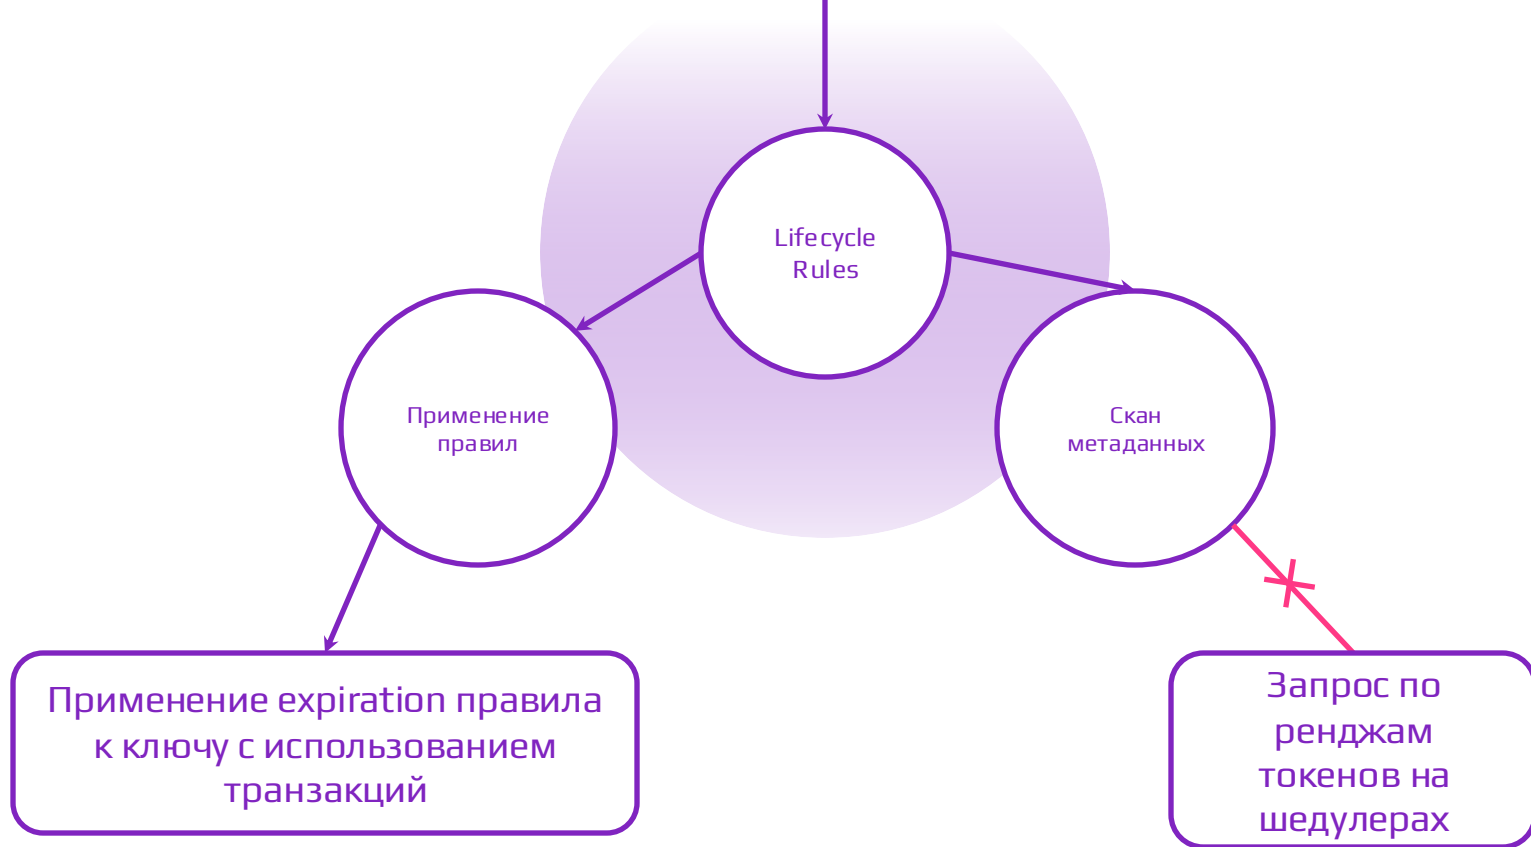 Lifecycle
Rules
Применение
правил
Скан
метаданных
Применение expiration правила
к ключу с использованием
транзакций
Запрос по
ренджам
токенов на
шедулерах